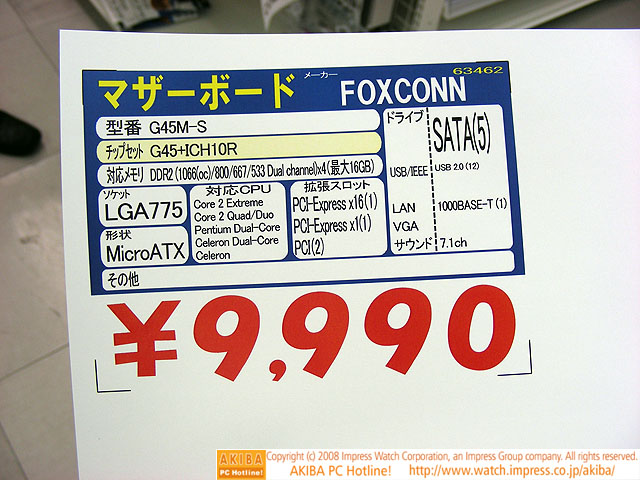 63462
マザーボード メーカー FOXCONN
型番 G45M-S
チップセット G45+ICH10R
対応メモリ DDR2(1066(oc)/800/667/533 Dual channel)x4(最大16GB)
ソケット
LGA775
形状
MicroATX
対応CPU
Core 2 Extreme
Core 2 Quad/Duo
Pentium Dual-Core
Celeron Dual-Core
Celeron
拡張スロット
PCI-Express x16(1)
PCI-Express x1(1)
PCI(2)
ドライブ SATA(5)
USB/IEEE USB 2.0 (12)
LAN 1000BASE-T (1)
VGA
サウンド 7.1ch
その他
¥9,990
AKIBA PC Hotline! Copyright (c) 2008 Impress Watch Corporation, an Impress Group company. All rights reserved.
AKIBA PC Hotline! http://www.watch.impress.co.jp/akiba/